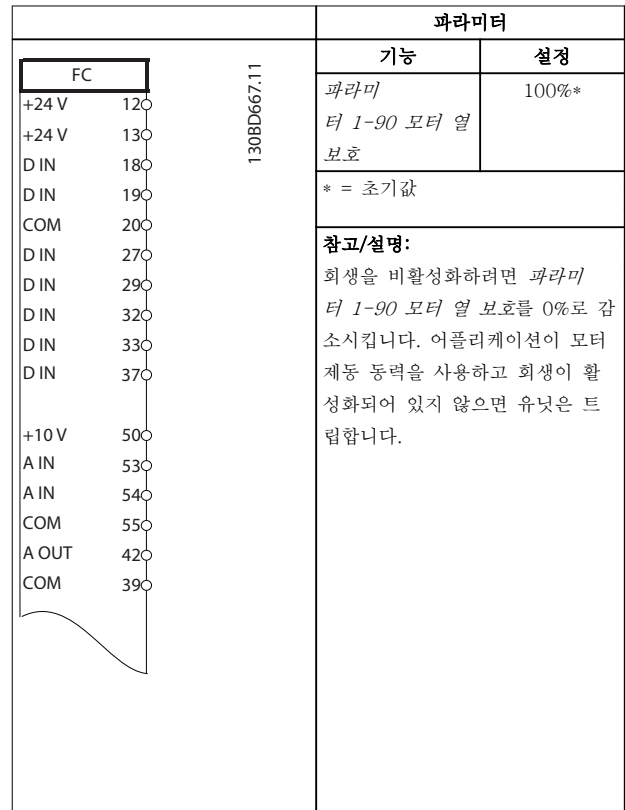 파라미터
기능 설정
파라미
터 1-90 모터 열
보호
100%*
* = 초기값
참고/설명:
회생을 비활성화하려면 파라미
터 1-90 모터 열 보호를 0%로 감
소시킵니다. 어플리케이션이 모터
제동 동력을 사용하고 회생이 활
성화되어 있지 않으면 유닛은 트
립합니다.
FC
+24 V 12
+24 V 13
D IN 18
D IN 19
COM 20
D IN 27
D IN 29
D IN 32
D IN 33
D IN 37
+10 V 50
A IN 53
A IN 54
COM 55
A OUT 42
COM 39
130BD667.11